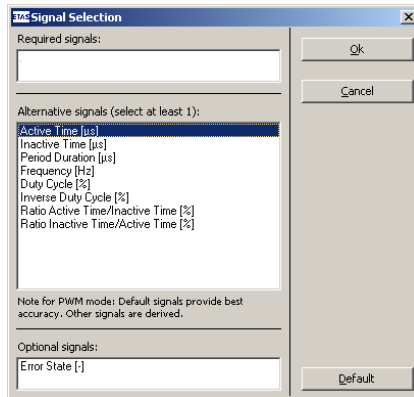 ETAS Signal Selection
Required signals:
Ok
Cancel
Alternative signals (select at least 1):
Active Time [µs]
Inactive Time [µs]
Period Duration [µs]
Frequency [Hz]
Duty Cycle [%]
Inverse Duty Cycle [%]
Ratio Active Time/Inactive Time [%]
Ratio Inactive Time/Active Time [%]
Note for PWM mode: Default signals provide best
accuracy. Other signals are derived.
Optional signals:
Error State [-]
Default